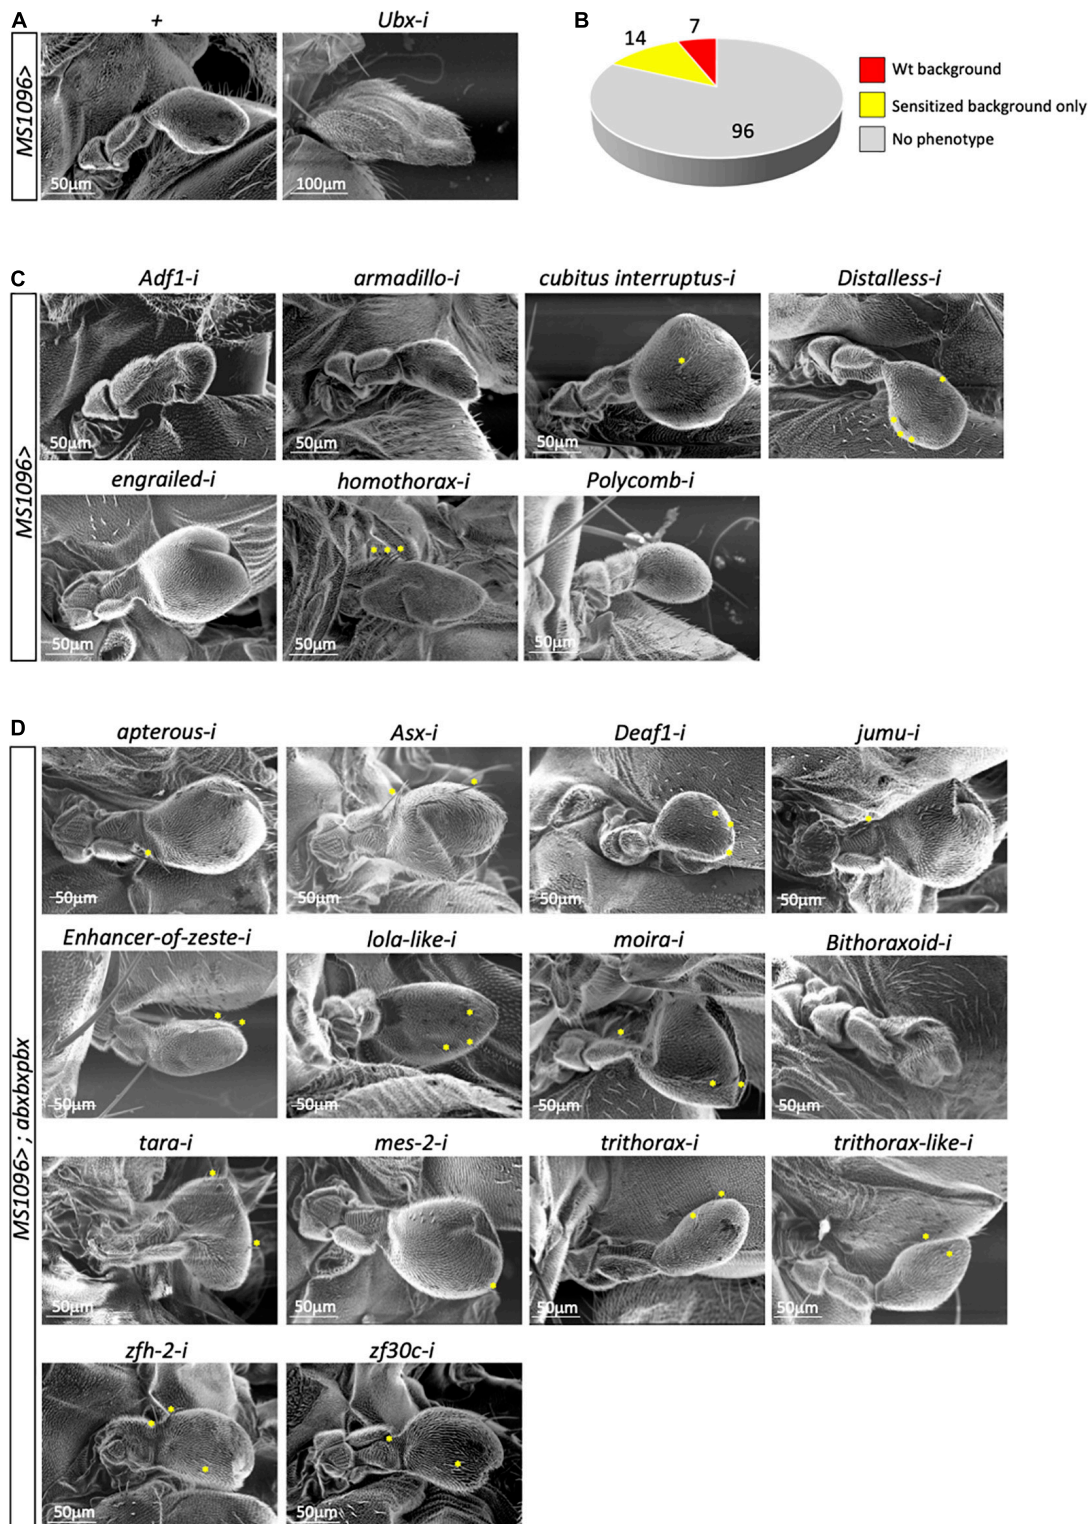 A
+
Ubx-i
MS1096>
50µm
100µm
B
14
7
96
Wt background
Sensitized background only
No phenotype
C
Adf1-i
armadillo-i
cubitus interruptus-i
Distalless-i
MS1096>
50µm
50µm
50µm
50µm
engrailed-i
homothorax-i
Polycomb-i
50µm
50µm
50µm
D
apterous-i
Asx-i
Deaf1-i
jumu-i
MS1096> ; abxbxpbx
50µm
50µm
50µm
50µm
Enhancer-of-zeste-i
lola-like-i
moira-i
Bithoraxoid-i
50µm
50µm
50µm
50µm
tara-i
mes-2-i
trithorax-i
trithorax-like-i
50µm
50µm
50µm
50µm
zfh-2-i
zf30c-i
50µm
50µm